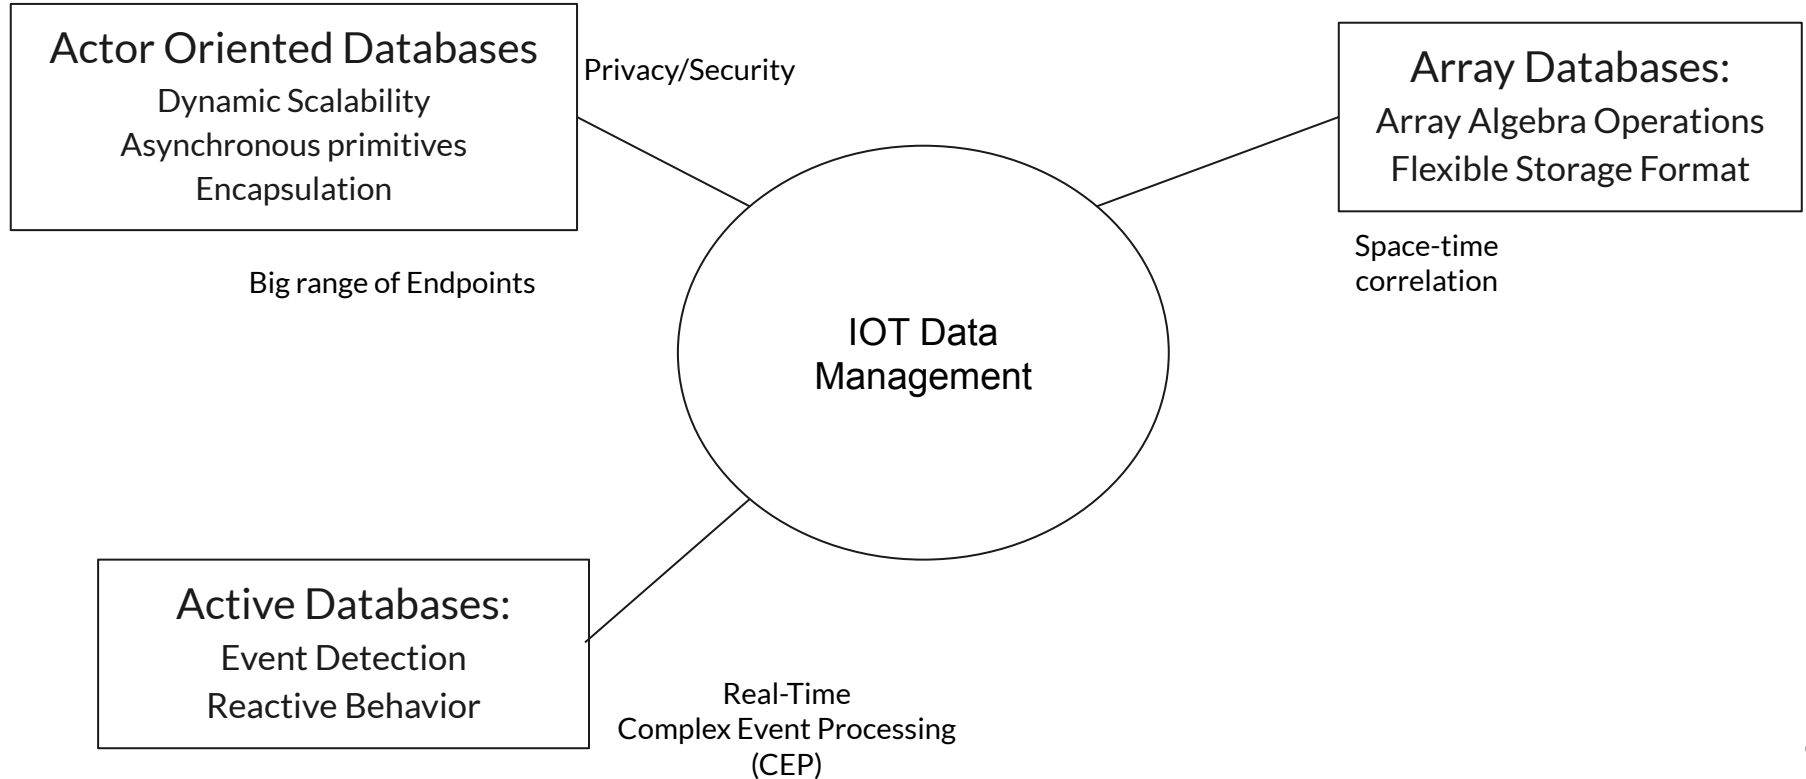 Actor Oriented Databases
Dynamic Scalability
Asynchronous primitives
Encapsulation
Privacy/Security
Big range of Endpoints
Array Databases:
Array Algebra Operations
Flexible Storage Format
Space-time
correlation
IOT Data
Management
Active Databases:
Event Detection
Reactive Behavior
Real-Time
Complex Event Processing
(CEP)